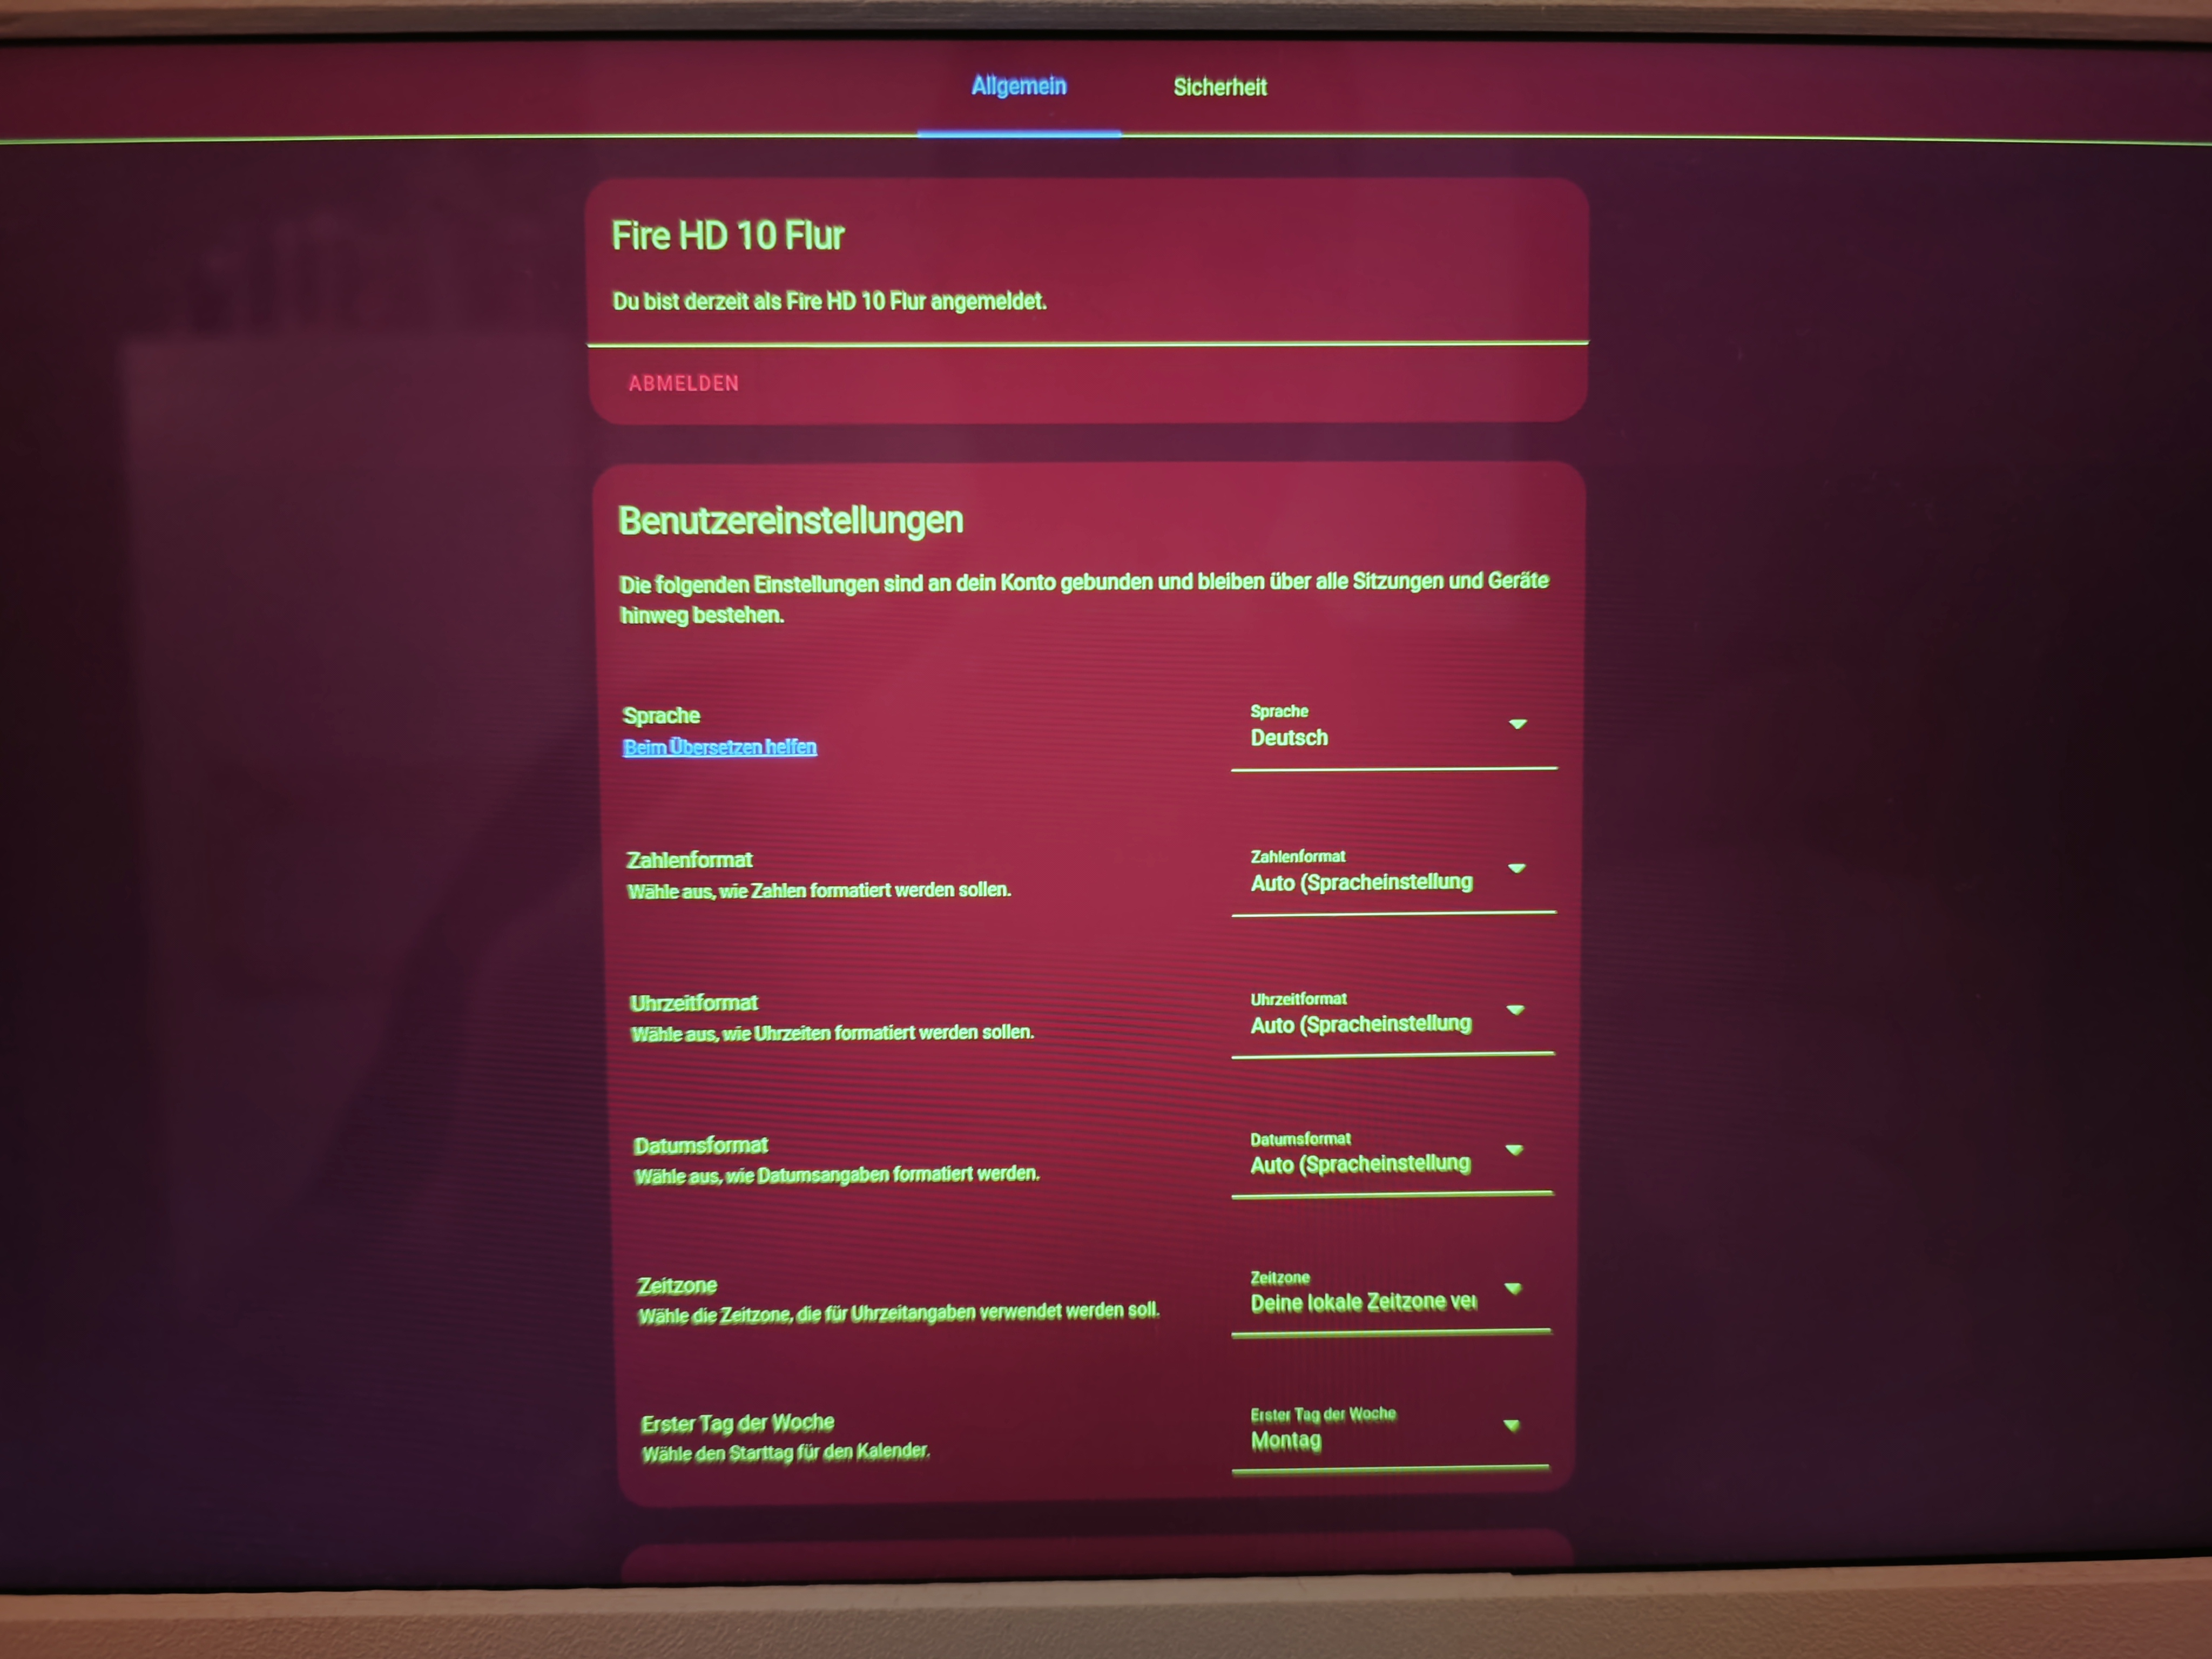 Allgemein Sicherheit
Fire HD 10 Flur
Du bist derzeit als Fire HD 10 Flur angemeldet.
ABMELDEN
Benutzereinstellungen
Die folgenden Einstellungen sind an dein Konto gebunden und bleiben über alle Sitzungen und Geräte
hinweg bestehen.
Sprache
Beim Übersetzen helfen
Sprache
Deutsch
Zahlenformat
Wähle aus, wie Zahlen formatiert werden sollen.
Zahlenformat
Auto (Spracheinstellung
Uhrzeitformat
Wähle aus, wie Uhrzeiten formatiert werden sollen.
Uhrzeitformat
Auto (Spracheinstellung
Datumsformat
Wähle aus, wie Datumsangaben formatiert werden.
Datumsformat
Auto (Spracheinstellung
Zeitzone
Wähle die Zeitzone, die für Uhrzeitangaben verwendet werden soll.
Zeitzone
Deine lokale Zeitzone
Erster Tag der Woche
Wähle den Starttag für den Kalender.
Erster Tag der Woche
Montag